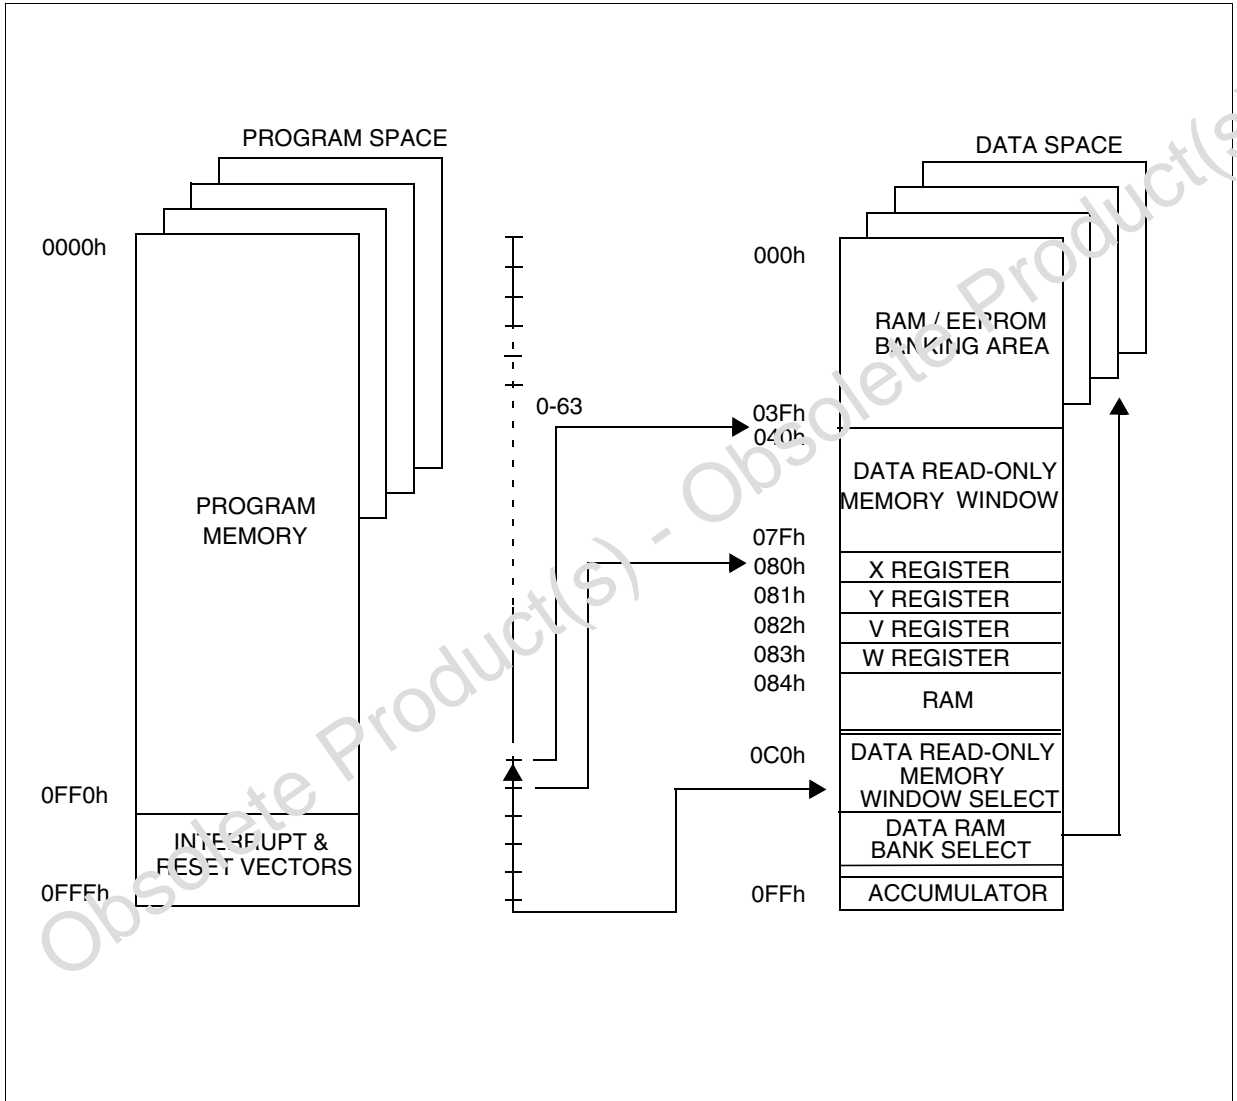 PROGRAM SPACE
0000h
PROGRAM
MEMORY
0FF0h
INTERRUPT &
RESET VECTORS
0FFFh
0-63
DATA SPACE
000h
RAM / EEPROM
BANKING AREA
03Fh
040h
DATA READ-ONLY
MEMORY WINDOW
07Fh
080h
X REGISTER
081h
Y REGISTER
082h
V REGISTER
083h
W REGISTER
084h
RAM
0C0h
DATA READ-ONLY
MEMORY
WINDOW SELECT
DATA RAM
BANK SELECT
0FFh
ACCUMULATOR
Obsolete Product(s) - Obsolete Product(s